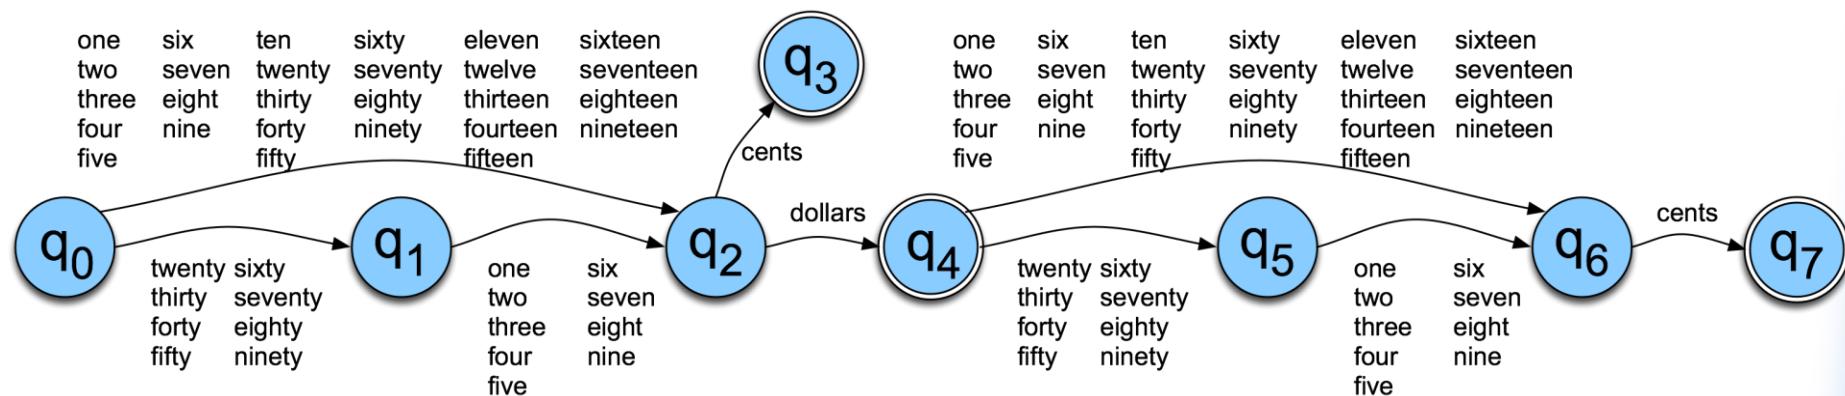 one six ten sixty eleven sixteen
two seven twenty seventy twelve seventeen
three eight thirty eighty thirteen eighteen
four nine forty ninety fourteen nineteen
five fifty fifteen
q3
cents
one six ten sixty eleven sixteen
two seven twenty seventy twelve seventeen
three eight thirty eighty thirteen eighteen
four nine forty ninety fourteen nineteen
five fifty fifteen
q0
q1
q2
dollars
q4
q5
q6
cents
q7
twenty sixty
thirty seventy
forty eighty
fifty ninety
one six
two seven
three eight
four nine
five
twenty sixty
thirty seventy
forty eighty
fifty ninety
one six
two seven
three eight
four nine
five